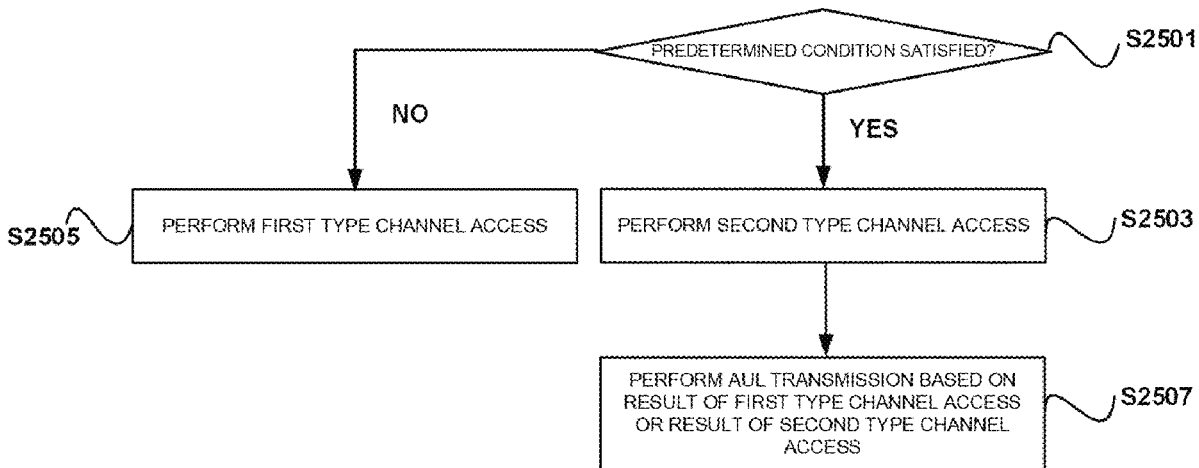 PREDETERMINED CONDITION SATISFIED?
S2501
NO
YES
S2505
PERFORM FIRST TYPE CHANNEL ACCESS
PERFORM SECOND TYPE CHANNEL ACCESS
S2503
PERFORM AUL TRANSMISSION BASED ON
RESULT OF FIRST TYPE CHANNEL ACCESS
OR RESULT OF SECOND TYPE CHANNEL
ACCESS
S2507